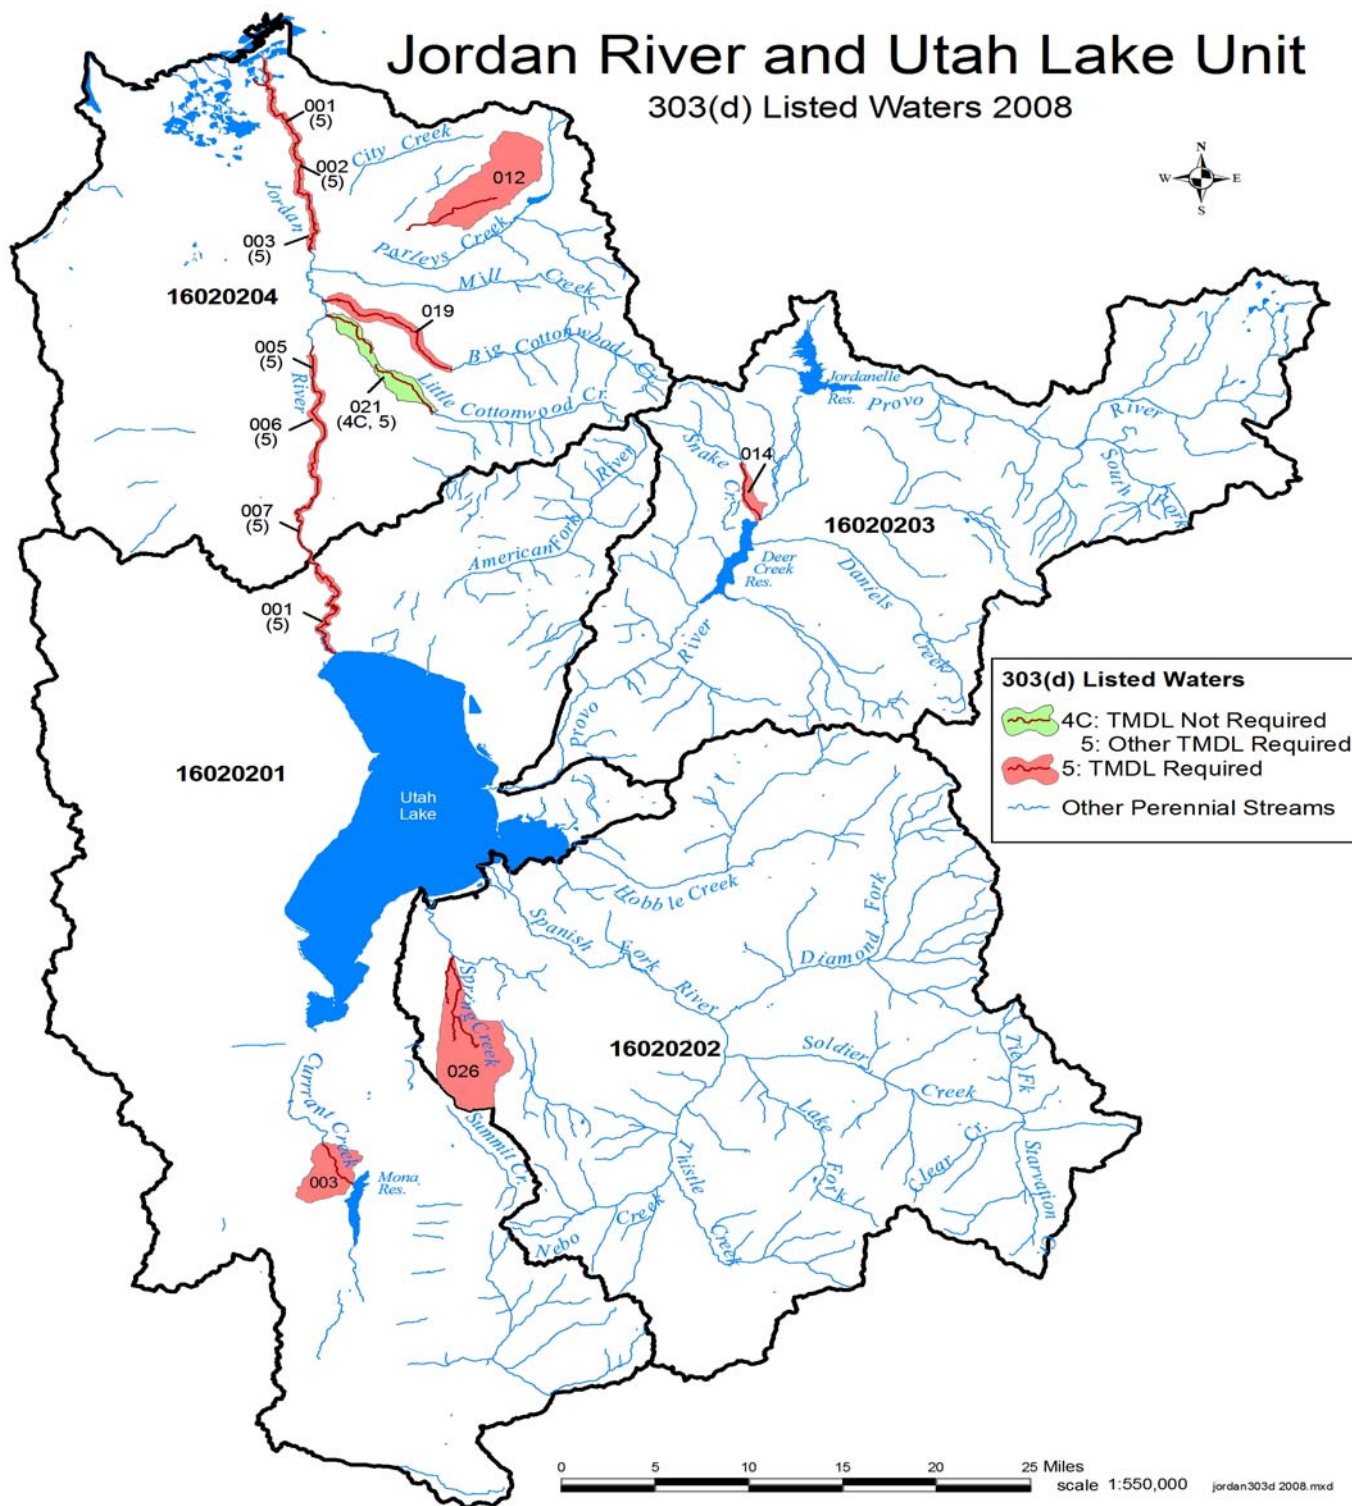 Jordan River and Utah Lake Unit
303(d) Listed Waters 2008
N
W E
S
001
(5)
002
(5)
City Creek
012
Jordan
003
(5)
Parleys Creek
Mill Creek
16020204
019
Big Cottonwood Cr.
005
(5)
River
Little Cottonwood Cr.
021
(4C, 5)
006
(5)
Jordanelle
Res.
Provo River
South Fork
Snake Cr.
014
16020203
007
(5)
American Fork River
Deer
Creek
Res.
Daniels Creek
001
(5)
Provo River
303(d) Listed Waters
4C: TMDL Not Required
5: Other TMDL Required
5: TMDL Required
Other Perennial Streams
16020201
Utah
Lake
Hobble Creek
Spanish Fork River
Diamond Fork
Spring Creek
026
16020202
Soldier Creek
Tie Fk
Currant Creek
003
Mona
Res.
Summit Cr.
Lake Fork
Clear Cr.
Starvation Cr.
Thistle Creek
Nebo Creek
0 5 10 15 20 25 Miles
scale 1:550,000
jordan303d 2008.mxd